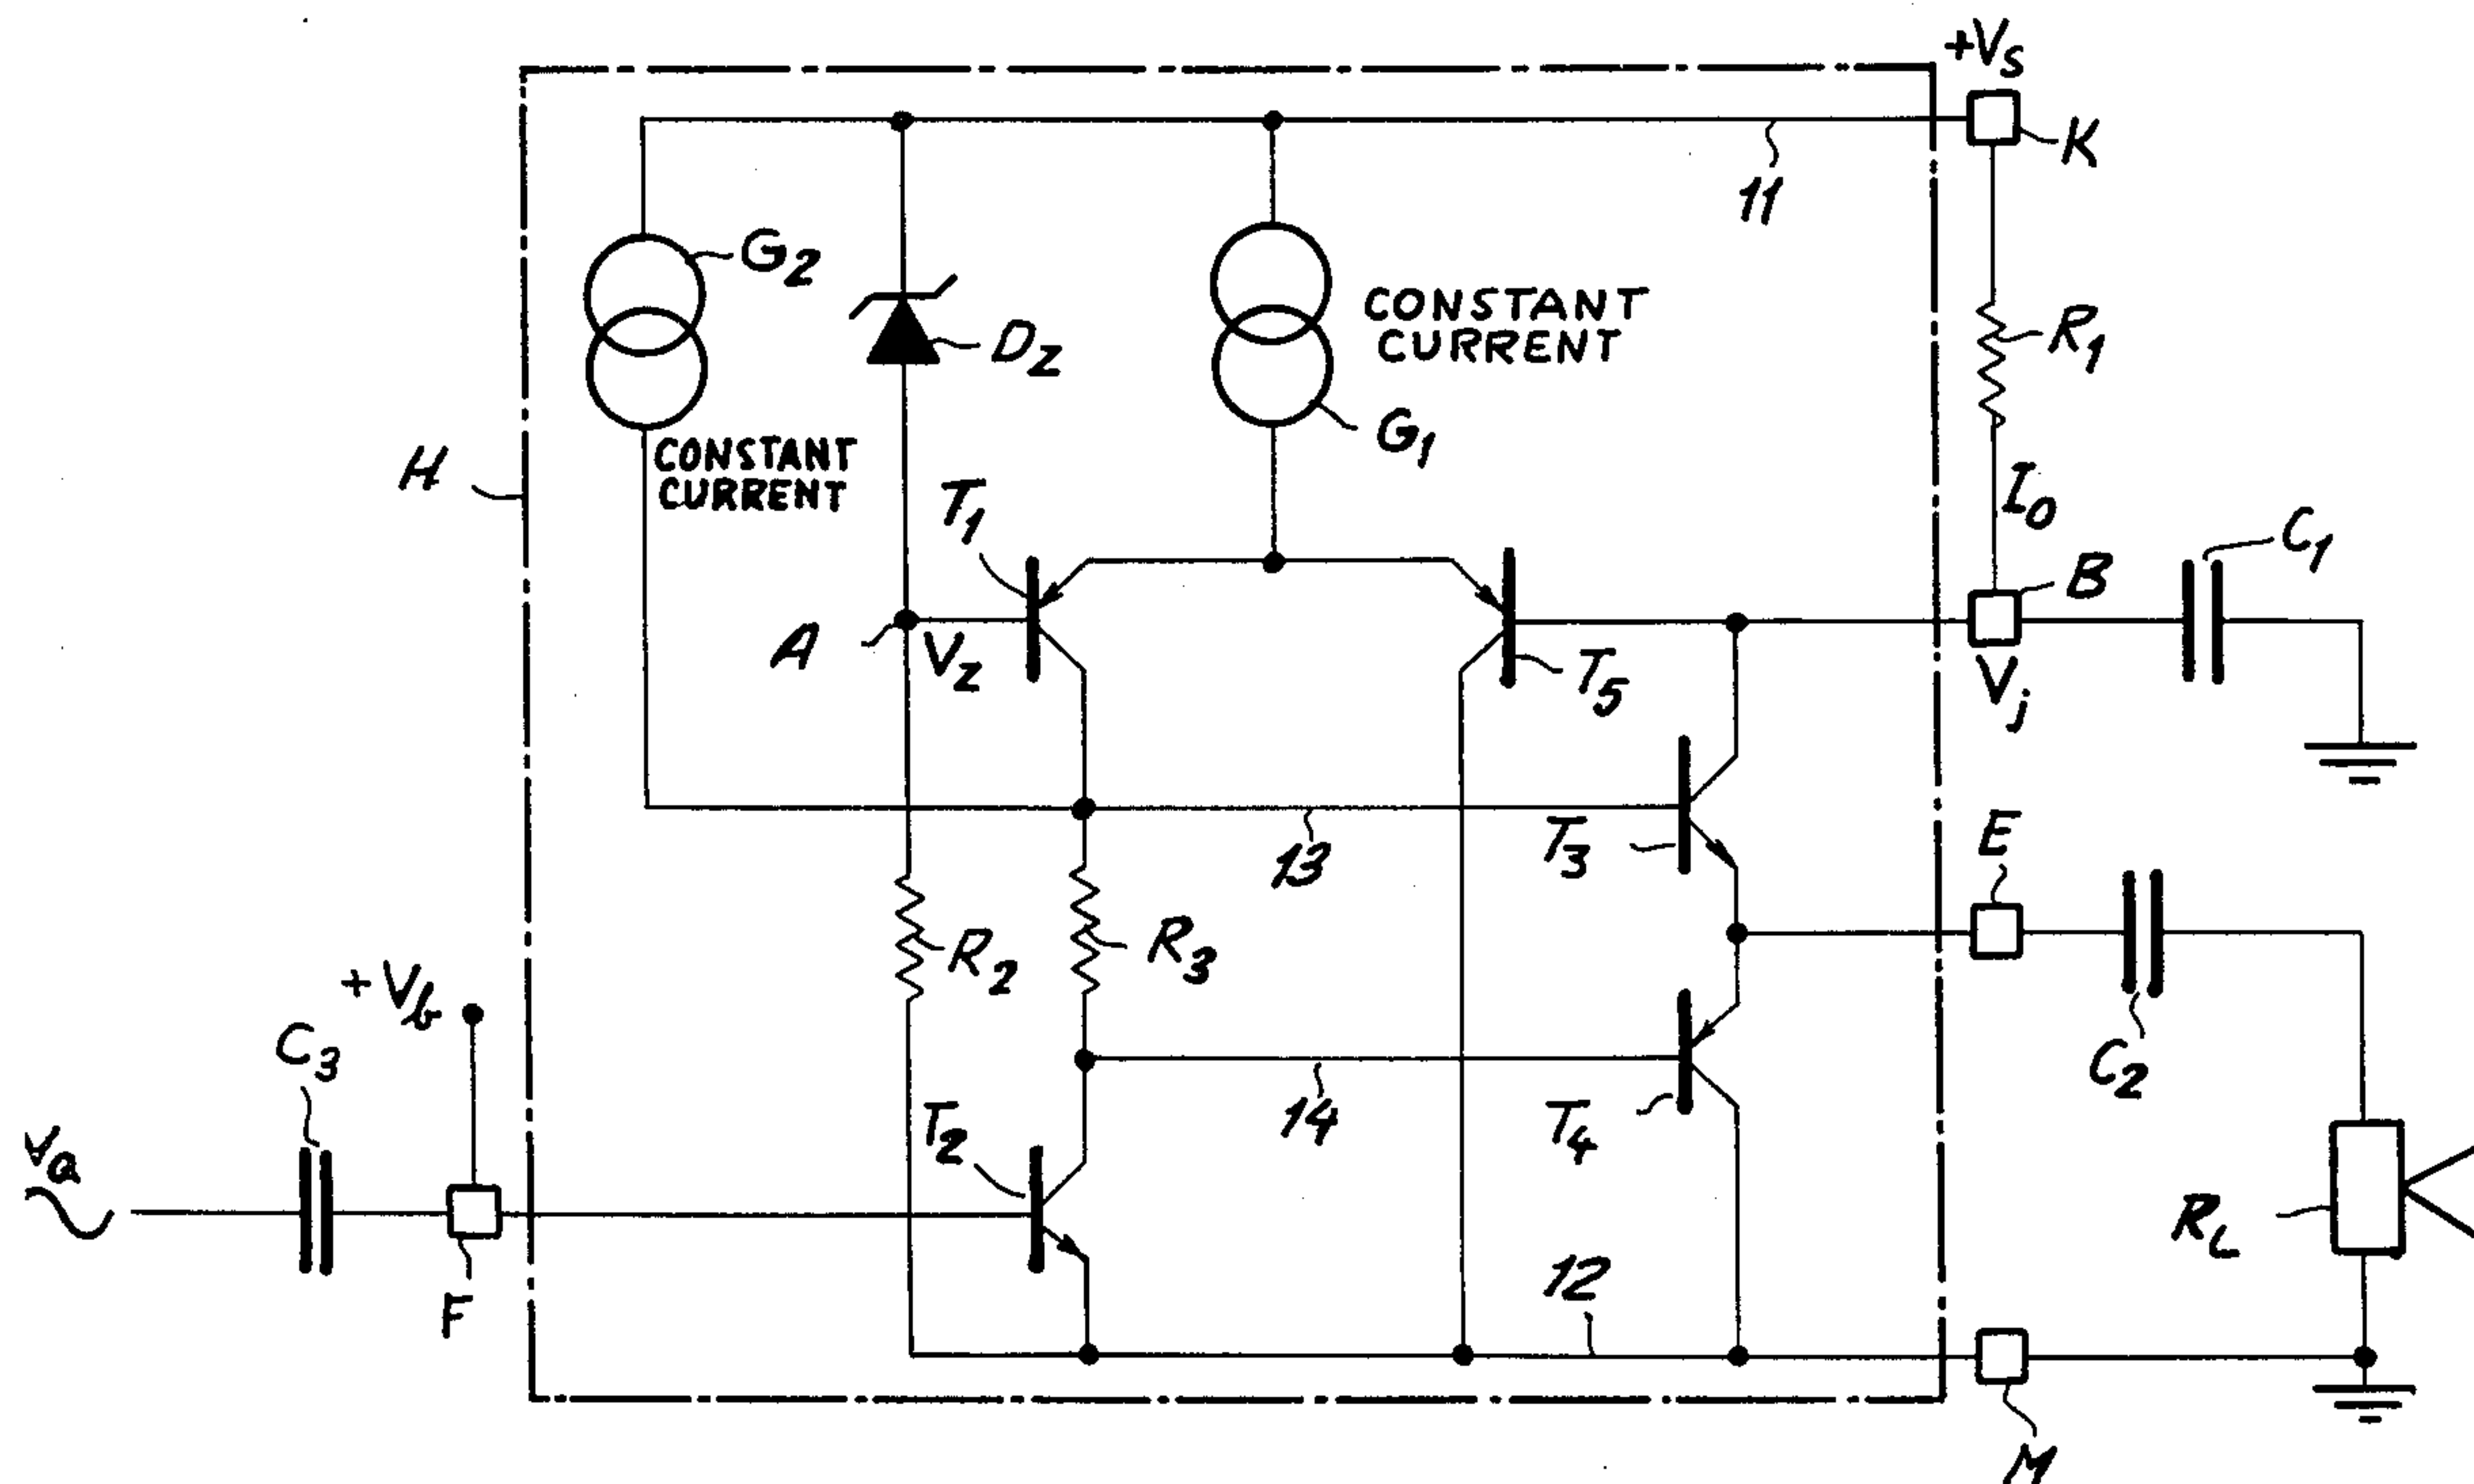 +Vs
K
11
G2
DZ
CONSTANT
CURRENT
R1
G1
CONSTANT
CURRENT
H
T1
I0
C1
B
A
VZ
T5
Vj
E
13
T3
R2
R3
+Vb
C3
C2
14
T4
T2
Va
RL
12
F
M